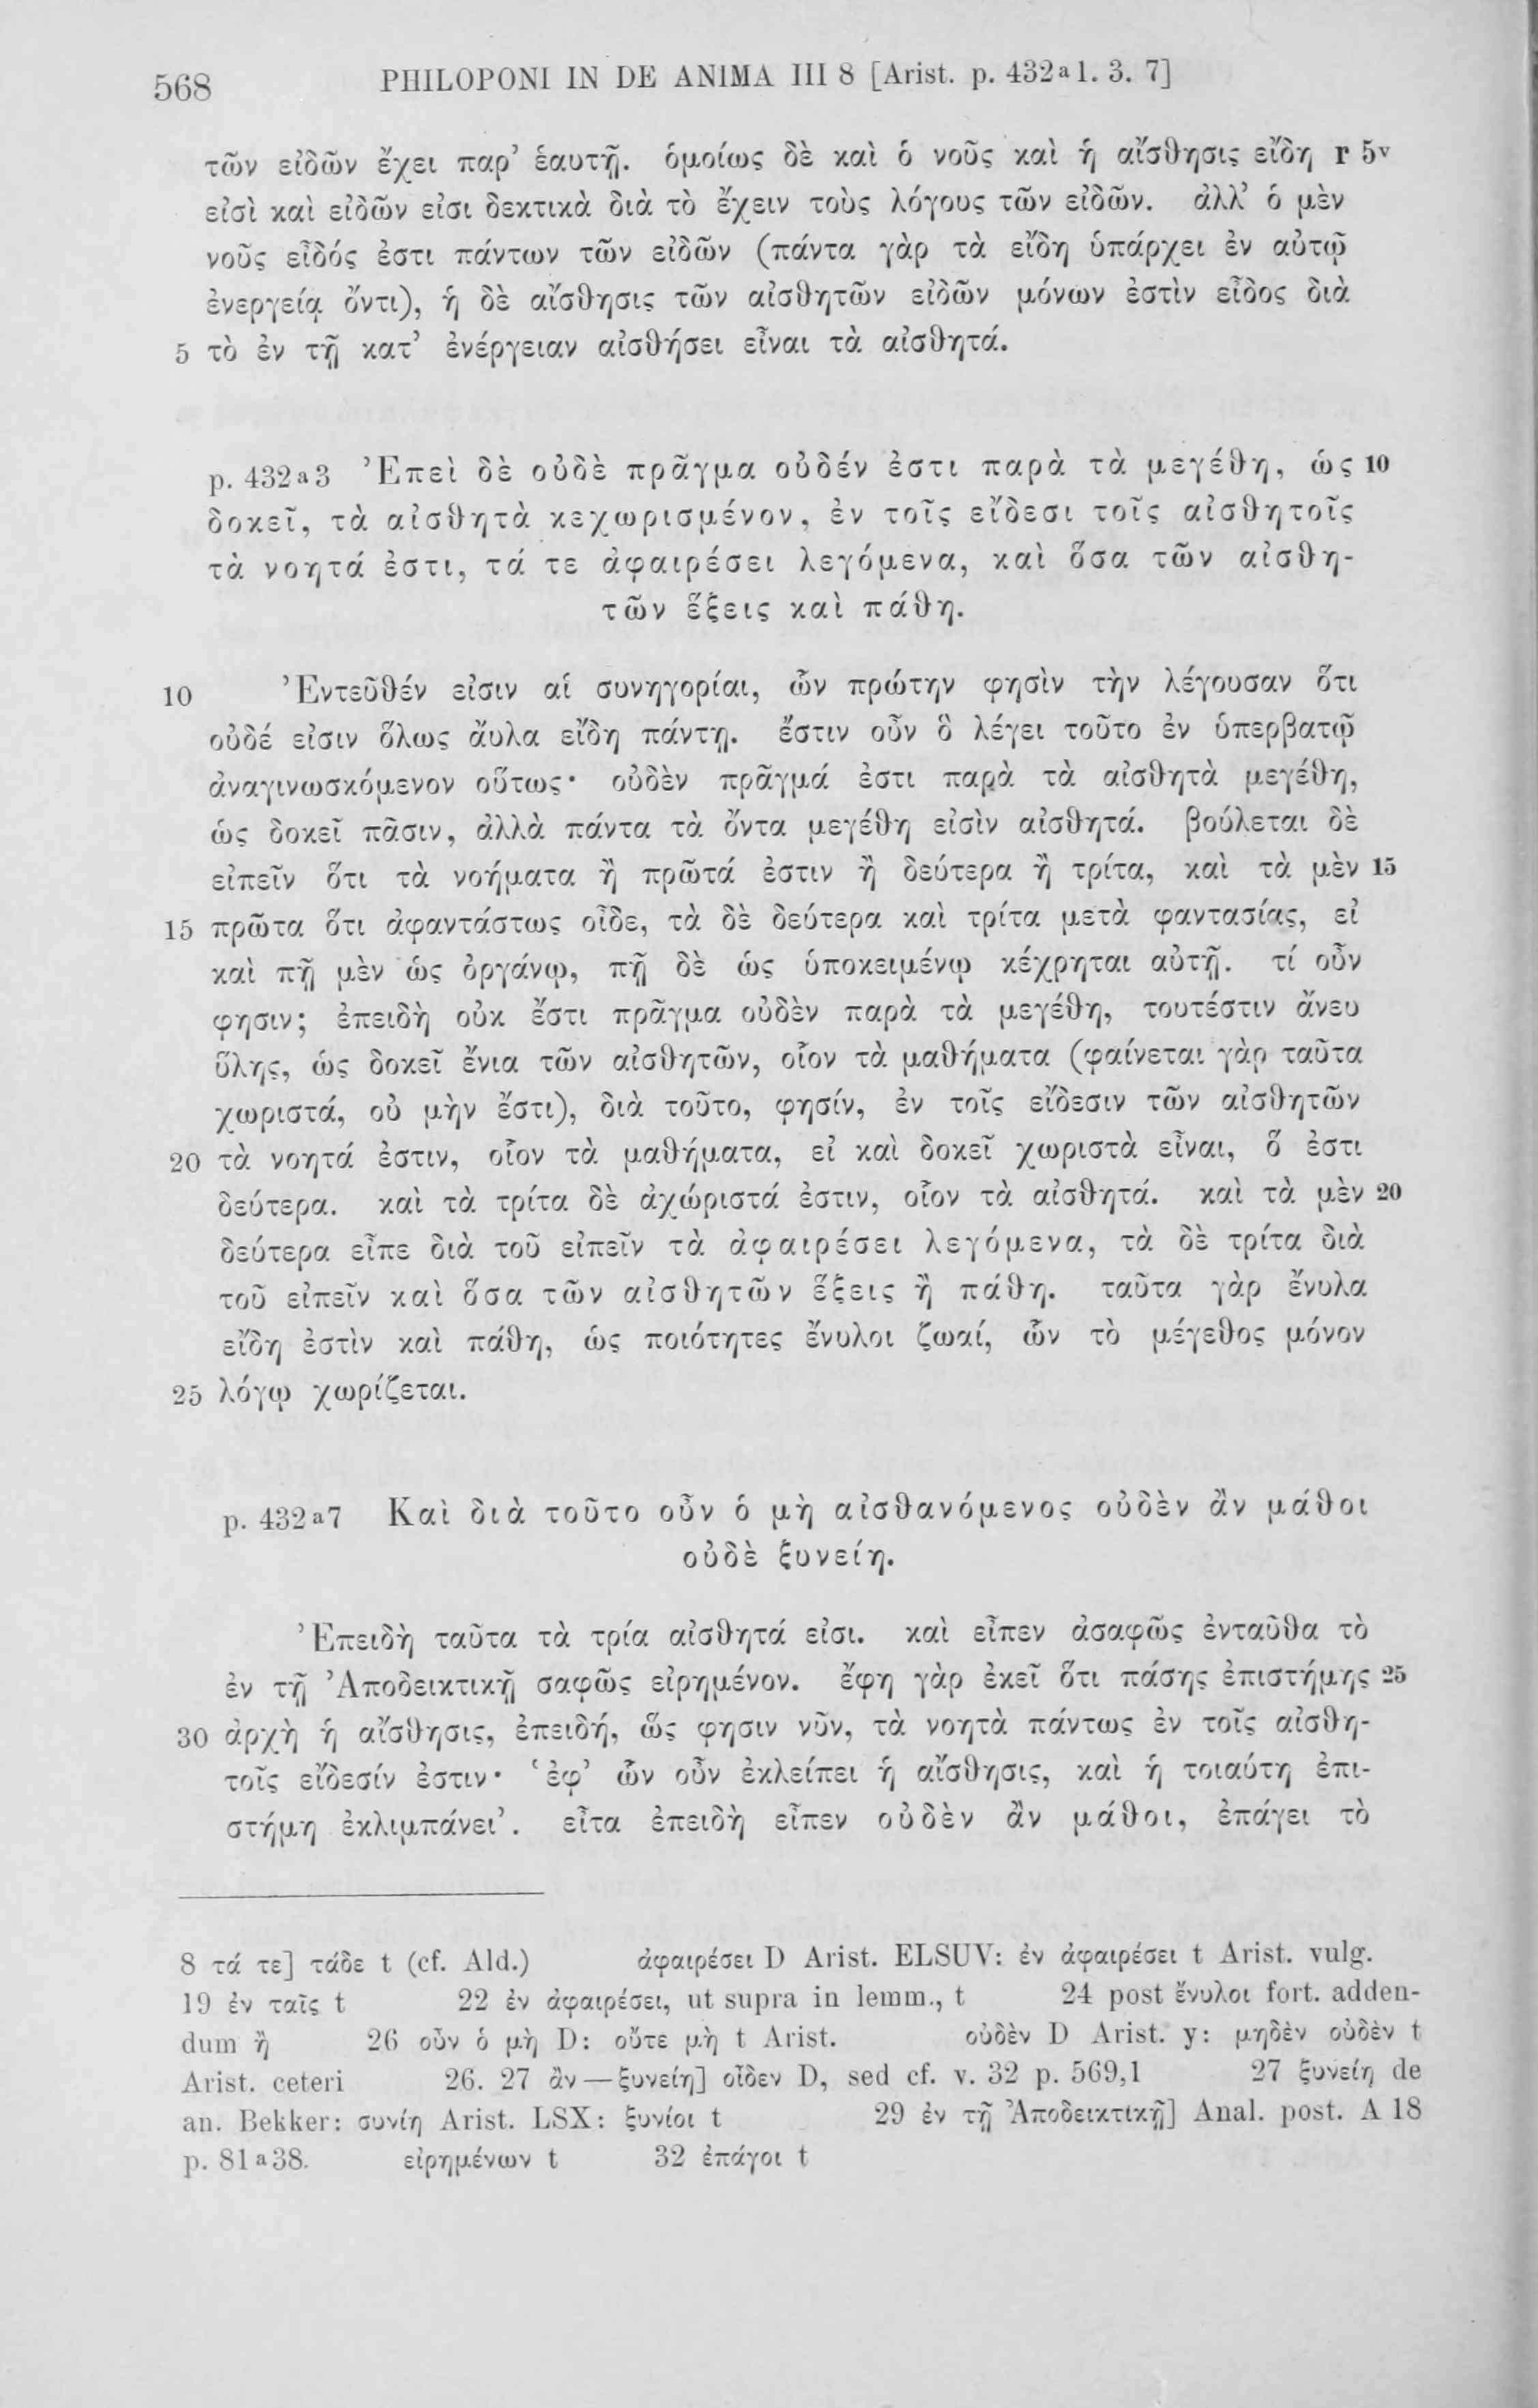 568 PHILOPONI IN DE ANIMA III 8 [Arist. p. 432a1. 3. 7]
τῶν εἰδῶν ἔχει παρ’ ἑαυτῇ. ὁμοίως δὲ καὶ ὁ νοῦς καὶ ἡ αἴσθησις εἴδη r 5v
εἰσὶ καὶ εἰδῶν εἰσι δεκτικὰ διὰ τὸ ἔχειν τοὺς λόγους τῶν εἰδῶν. ἀλλ’ ὁ μὲν
νοῦς εἶδός ἐστι πάντων τῶν εἰδῶν (πάντα γὰρ τὰ εἴδη ὑπάρχει ἐν αὐτῷ
ἐνεργείᾳ ὄντι), ἡ δὲ αἴσθησις τῶν αἰσθητῶν εἰδῶν μόνων ἐστὶν εἶδος διὰ
5 τὸ ἐν τῇ κατ’ ἐνέργειαν αἰσθήσει εἶναι τὰ αἰσθητά.
p. 432a3 Ἐπεὶ δὲ οὐδὲ πρᾶγμα οὐδέν ἐστι παρὰ τὰ μεγέθη, ὡς 10
δοκεῖ, τὰ αἰσθητὰ κεχωρισμένον, ἐν τοῖς εἴδεσι τοῖς αἰσθητοῖς
τὰ νοητά ἐστι, τά τε ἀφαιρέσει λεγόμενα, καὶ ὅσα τῶν αἰσθη-
τῶν ἕξεις καὶ πάθη.
10 Ἐντεῦθέν εἰσιν αἱ συνηγορίαι, ὧν πρώτην φησὶν τὴν λέγουσαν ὅτι
οὐδέ εἰσιν ὅλως ἄυλα εἴδη πάντῃ. ἔστιν οὖν ὃ λέγει τοῦτο ἐν ὑπερβατῷ
ἀναγινωσκόμενον οὕτως· οὐδὲν πρᾶγμά ἐστι παρὰ τὰ αἰσθητὰ μεγέθη,
ὡς δοκεῖ πᾶσιν, ἀλλὰ πάντα τὰ ὄντα μεγέθη εἰσὶν αἰσθητά. βούλεται δὲ
εἰπεῖν ὅτι τὰ νοήματα ἢ πρῶτά ἐστιν ἢ δεύτερα ἢ τρίτα, καὶ τὰ μὲν 15
15 πρῶτα ὅτι ἀφαντάστως οἶδε, τὰ δὲ δεύτερα καὶ τρίτα μετὰ φαντασίας, εἰ
καὶ πῇ μὲν ὡς ὀργάνῳ, πῇ δὲ ὡς ὑποκειμένῳ κέχρηται αὐτῇ. τί οὖν
φησιν; ἐπειδὴ οὐκ ἔστι πρᾶγμα οὐδὲν παρὰ τὰ μεγέθη, τουτέστιν ἄνευ
ὕλης, ὡς δοκεῖ ἔνια τῶν αἰσθητῶν, οἷον τὰ μαθήματα (φαίνεται γὰρ ταῦτα
χωριστά, οὐ μὴν ἔστι), διὰ τοῦτο, φησίν, ἐν τοῖς εἴδεσιν τῶν αἰσθητῶν
20 τὰ νοητά ἐστιν, οἷον τὰ μαθήματα, εἰ καὶ δοκεῖ χωριστὰ εἶναι, ὅ ἐστι
δεύτερα. καὶ τὰ τρίτα δὲ ἀχώριστά ἐστιν, οἷον τὰ αἰσθητά. καὶ τὰ μὲν 20
δεύτερα εἶπε διὰ τοῦ εἰπεῖν τὰ ἀφαιρέσει λεγόμενα, τὰ δὲ τρίτα διὰ
τοῦ εἰπεῖν καὶ ὅσα τῶν αἰσθητῶν ἕξεις ἢ πάθη. ταῦτα γὰρ ἔνυλα
εἴδη ἐστὶν καὶ πάθη, ὡς ποιότητες ἔνυλοι ζωαί, ὧν τὸ μέγεθος μόνον
25 λόγῳ χωρίζεται.
p. 432a7 Καὶ διὰ τοῦτο οὖν ὁ μὴ αἰσθανόμενος οὐδὲν ἂν μάθοι
οὐδὲ ξυνείη.
Ἐπειδὴ ταῦτα τὰ τρία αἰσθητά εἰσι. καὶ εἶπεν ἀσαφῶς ἐνταῦθα τὸ
ἐν τῇ Ἀποδεικτικῇ σαφῶς εἰρημένον. ἔφη γὰρ ἐκεῖ ὅτι πάσης ἐπιστήμης 25
30 ἀρχὴ ἡ αἴσθησις, ἐπειδή, ὥς φησιν νῦν, τὰ νοητὰ πάντως ἐν τοῖς αἰσθη-
τοῖς εἴδεσίν ἐστιν· ‘ἐφ’ ὧν οὖν ἐκλείπει ἡ αἴσθησις, καὶ ἡ τοιαύτη ἐπι-
στήμη ἐκλιμπάνει’. εἶτα ἐπειδὴ εἶπεν οὐδὲν ἂν μάθοι, ἐπάγει τὸ
8 τά τε] τάδε t (cf. Ald.) ἀφαιρέσει D Arist. ELSUV: ἐν ἀφαιρέσει t Arist. vulg.
19 ἐν ταῖς t 22 ἐν ἀφαιρέσει, ut supra in lemm., t 24 post ἔνυλοι fort. adden-
dum ἢ 26 οὖν ὁ μὴ D: οὔτε μὴ t Arist. οὐδὲν D Arist. y: μηδὲν οὐδὲν t
Arist. ceteri 26. 27 ἂν—ξυνείη] οἶδεν D, sed cf. v. 32 p. 569,1 27 ξυνείη de
an. Bekker: συνίη Arist. LSX: ξυνίοι t 29 ἐν τῇ Ἀποδεικτικῇ] Anal. post. A 18
p. 81a38. εἰρημένων t 32 ἐπάγοι t